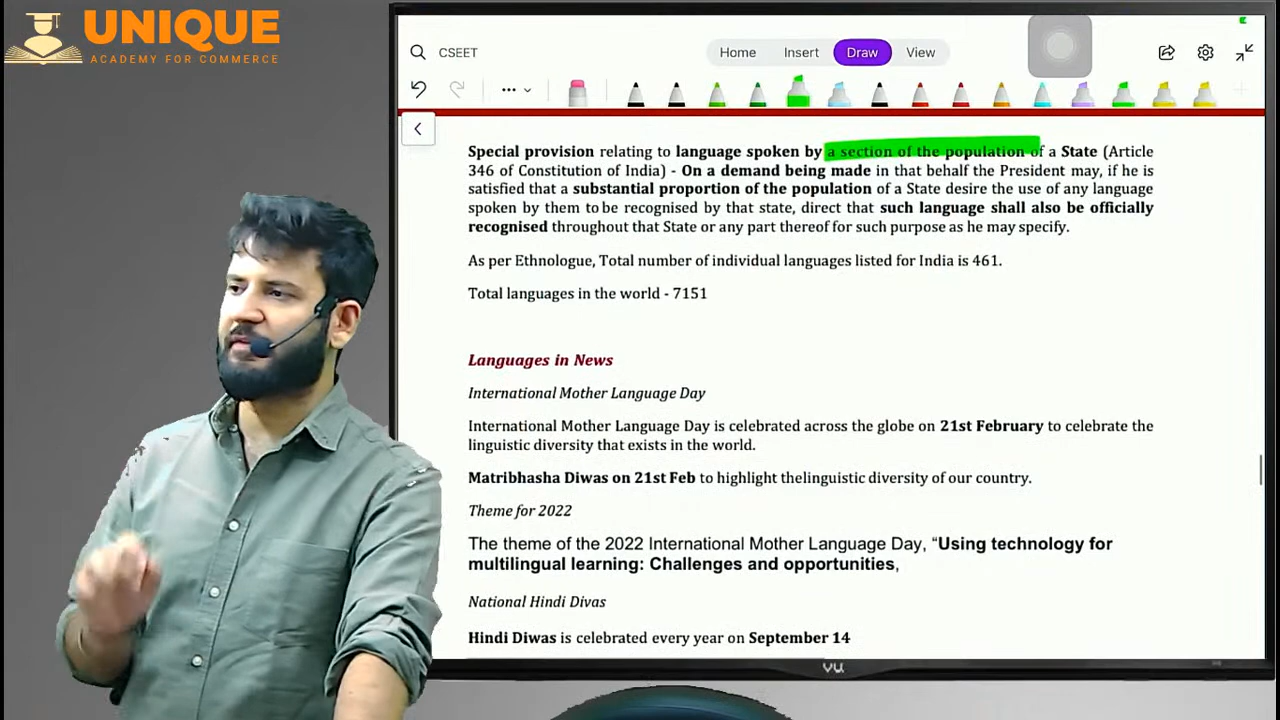 UNIQUE
ACADEMY FOR COMMERCE
CSEET
Home Insert Draw View
Special provision relating to language spoken by a section of the population of a State (Article
346 of Constitution of India) - On a demand being made in that behalf the President may, if he is
satisfied that a substantial proportion of the population of a State desire the use of any language
spoken by them to be recognised by that state, direct that such language shall also be officially
recognised throughout that State or any part thereof for such purpose as he may specify.
As per Ethnologue, Total number of individual languages listed for India is 461.
Total languages in the world - 7151
Languages in News
International Mother Language Day
International Mother Language Day is celebrated across the globe on 21st February to celebrate the
linguistic diversity that exists in the world.
Matribhasha Diwas on 21st Feb to highlight thelinguistic diversity of our country.
Theme for 2022
The theme of the 2022 International Mother Language Day, “Using technology for
multilingual learning: Challenges and opportunities,
National Hindi Divas
Hindi Diwas is celebrated every year on September 14
vu